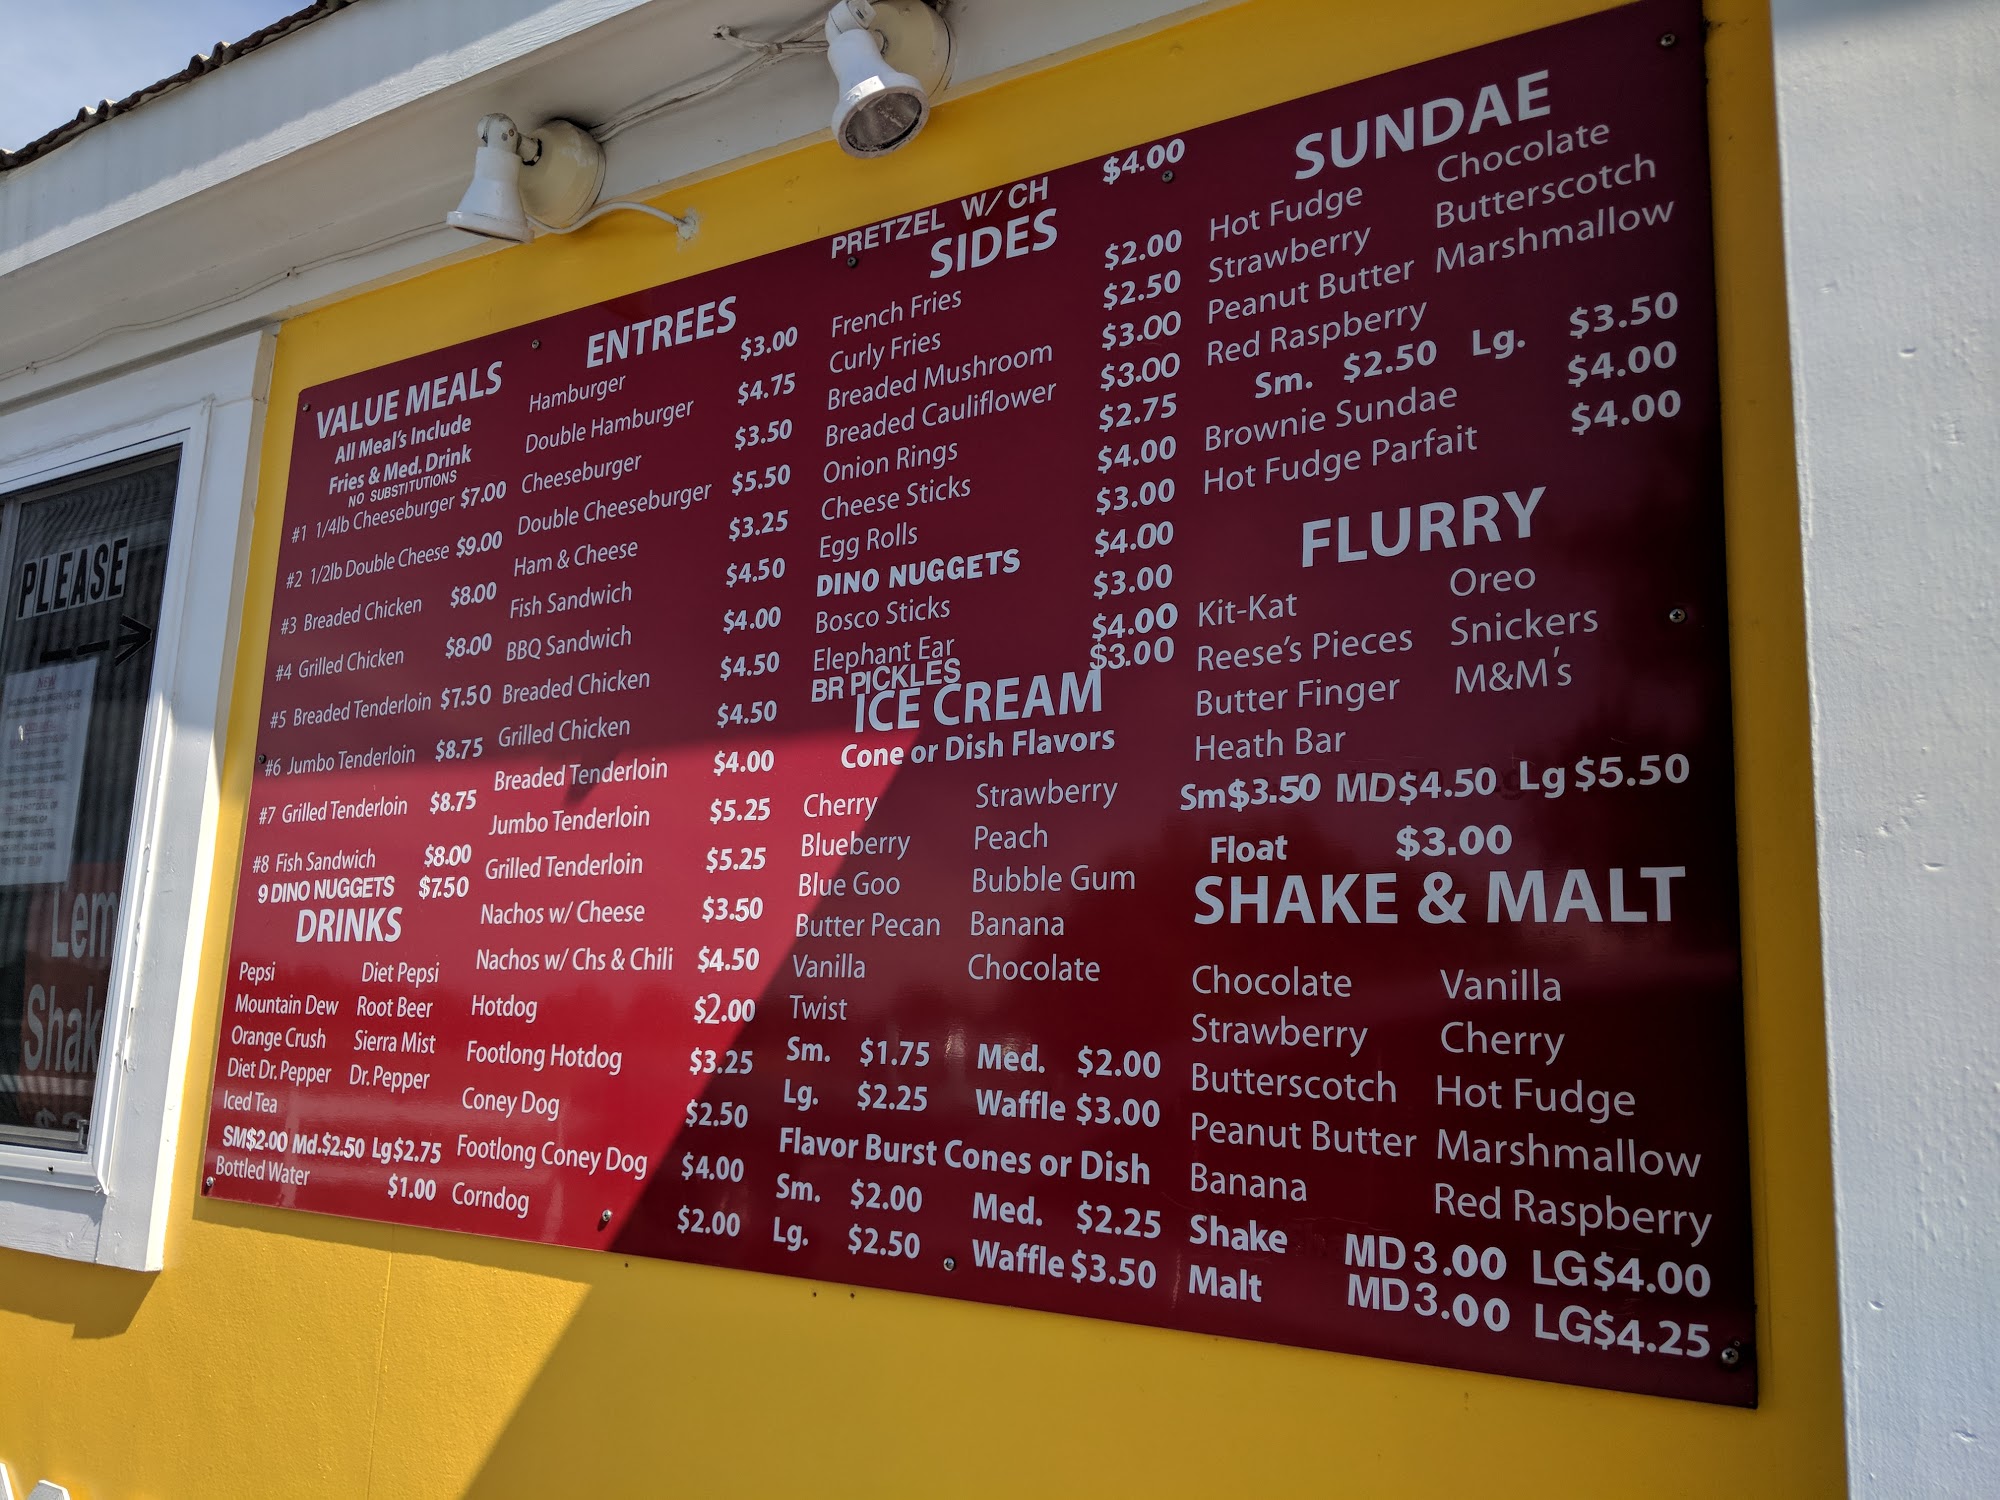 PLEASE
NEW
Lem
Shak
VALUE MEALS
All Meal's Include
Fries & Med. Drink
NO SUBSTITUTIONS
#1 1/4lb Cheeseburger $7.00
#2 1/2lb Double Cheese $9.00
#3 Breaded Chicken $8.00
#4 Grilled Chicken $8.00
#5 Breaded Tenderloin $7.50
#6 Jumbo Tenderloin $8.75
#7 Grilled Tenderloin $8.75
#8 Fish Sandwich $8.00
9 DINO NUGGETS $7.50
DRINKS
Pepsi Diet Pepsi
Mountain Dew Root Beer
Orange Crush Sierra Mist
Diet Dr. Pepper Dr. Pepper
Iced Tea
SM$2.00 Md.$2.50 Lg$2.75
Bottled Water $1.00
ENTREES
Hamburger $3.00
Double Hamburger $4.75
Cheeseburger $3.50
Double Cheeseburger $5.50
Ham & Cheese $3.25
Fish Sandwich $4.50
BBQ Sandwich $4.00
Breaded Chicken $4.50
Grilled Chicken $4.50
Breaded Tenderloin $4.00
Jumbo Tenderloin $5.25
Grilled Tenderloin $5.25
Nachos w/ Cheese $3.50
Nachos w/ Chs & Chili $4.50
Hotdog $2.00
Footlong Hotdog $3.25
Coney Dog $2.50
Footlong Coney Dog $4.00
Corndog $2.00
PRETZEL W/CH $4.00
SIDES
French Fries $2.00
Curly Fries $2.50
Breaded Mushroom $3.00
Breaded Cauliflower $3.00
Onion Rings $2.75
Cheese Sticks $4.00
Egg Rolls $3.00
DINO NUGGETS $4.00
Bosco Sticks $3.00
Elephant Ear $4.00
BR PICKLES $3.00
ICE CREAM
Cone or Dish Flavors
Cherry Strawberry
Blueberry Peach
Blue Goo Bubble Gum
Butter Pecan Banana
Vanilla Chocolate
Twist
Sm. $1.75 Med. $2.00
Lg. $2.25 Waffle $3.00
Flavor Burst Cones or Dish
Sm. $2.00 Med. $2.25
Lg. $2.50 Waffle $3.50
SUNDAE
Hot Fudge Chocolate
Strawberry Butterscotch
Peanut Butter Marshmallow
Red Raspberry
Sm. $2.50 Lg. $3.50
Brownie Sundae $4.00
Hot Fudge Parfait $4.00
FLURRY
Kit-Kat Oreo
Reese's Pieces Snickers
Butter Finger M&M's
Heath Bar
Sm$3.50 MD$4.50 Lg$5.50
Float $3.00
SHAKE & MALT
Chocolate Vanilla
Strawberry Cherry
Butterscotch Hot Fudge
Peanut Butter Marshmallow
Banana Red Raspberry
Shake MD3.00 LG$4.00
Malt MD3.00 LG$4.25